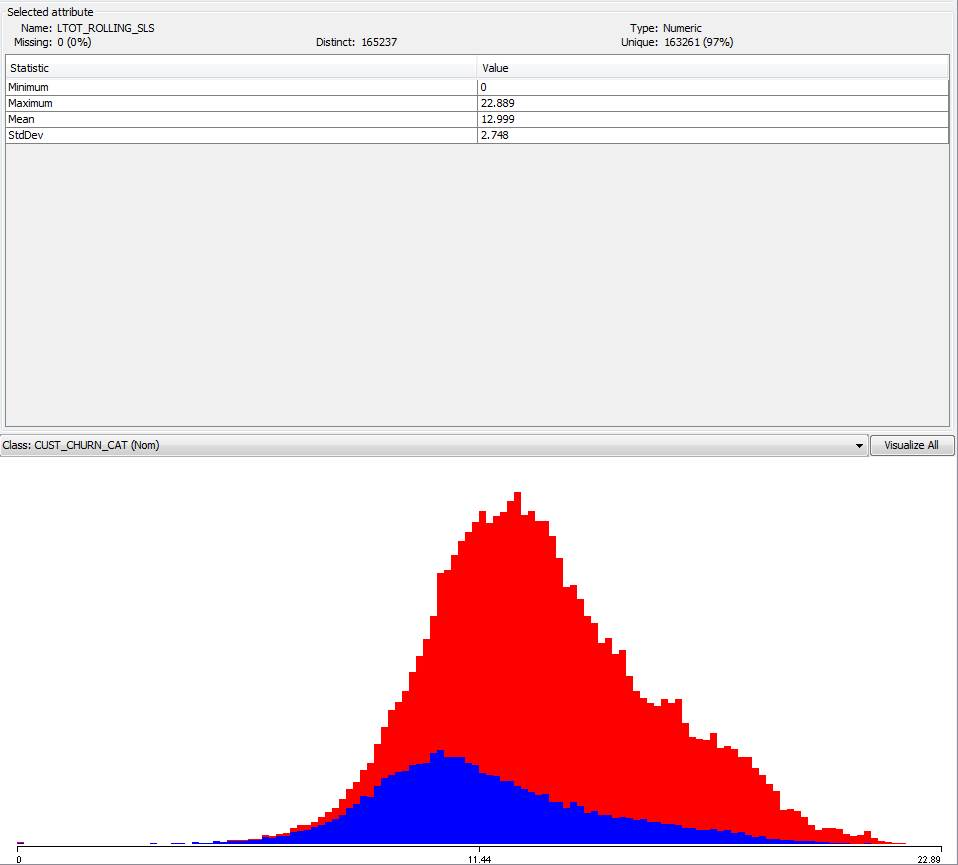 Selected attribute
Name: LTOT_ROLLING_SLS Type: Numeric
Missing: 0 (0%) Distinct: 165237 Unique: 163261 (97%)
Statistic Value
Minimum 0
Maximum 22.889
Mean 12.999
StdDev 2.748
Class: CUST_CHURN_CAT (Nom) Visualize All
0 11.44 22.89